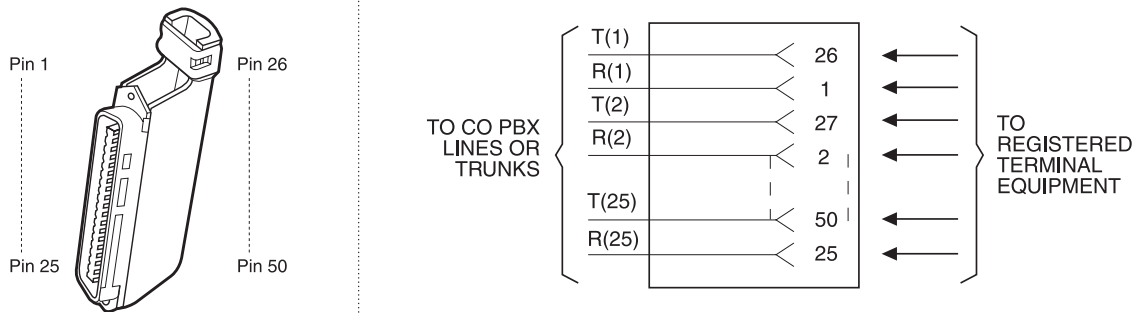 Pin 1
Pin 26
Pin 25
Pin 50
TO CO PBX
LINES OR
TRUNKS
T(1)
26
R(1)
1
T(2)
27
R(2)
2
T(25)
50
R(25)
25
TO
REGISTERED
TERMINAL
EQUIPMENT